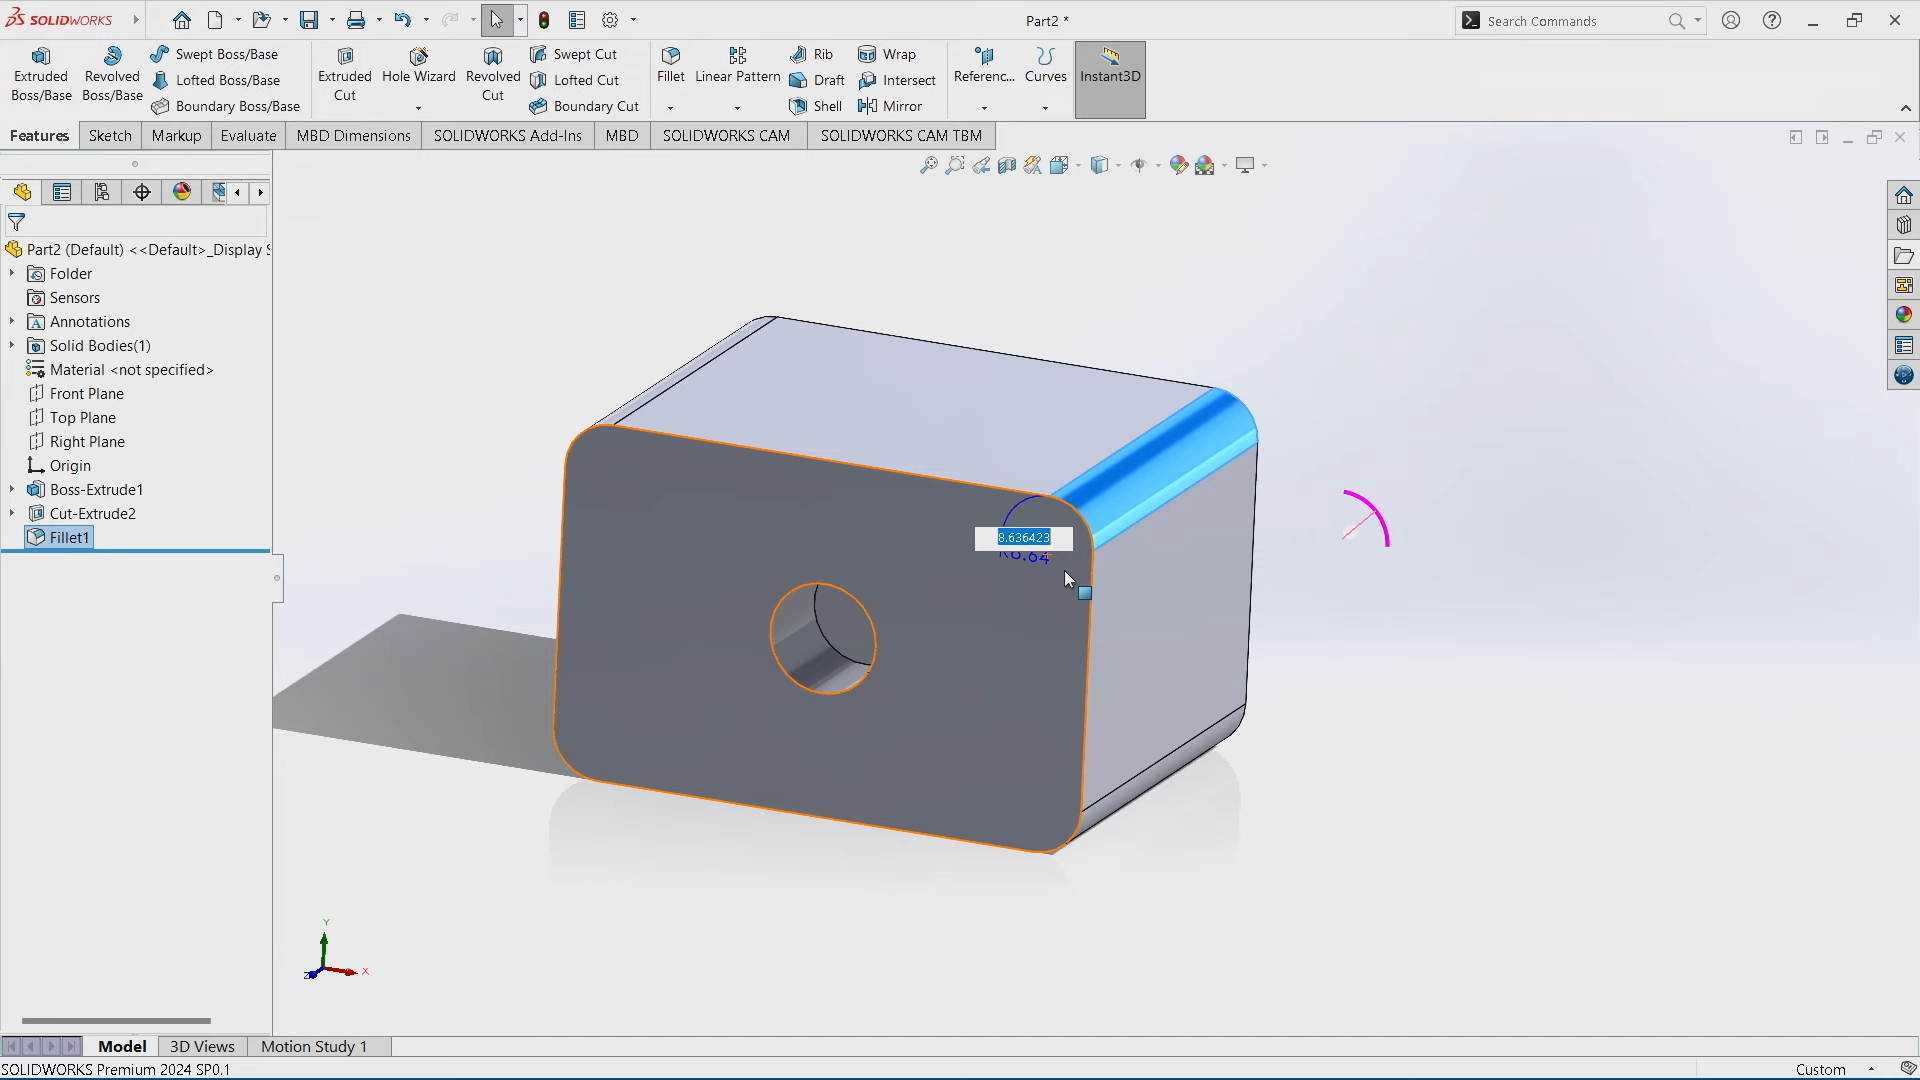 SOLIDWORKS
Part2 *
Search Commands
Extruded Boss/Base
Revolved Boss/Base
Swept Boss/Base
Lofted Boss/Base
Boundary Boss/Base
Extruded Cut
Hole Wizard
Revolved Cut
Swept Cut
Lofted Cut
Boundary Cut
Fillet
Linear Pattern
Rib
Draft
Shell
Wrap
Intersect
Mirror
Referenc...
Curves
Instant3D
Features
Sketch
Markup
Evaluate
MBD Dimensions
SOLIDWORKS Add-Ins
MBD
SOLIDWORKS CAM
SOLIDWORKS CAM TBM
Part2 (Default) <<Default>_Display S
Folder
Sensors
Annotations
Solid Bodies(1)
Material <not specified>
Front Plane
Top Plane
Right Plane
Origin
Boss-Extrude1
Cut-Extrude2
Fillet1
8.636423
Y
X
Z
Model
3D Views
Motion Study 1
SOLIDWORKS Premium 2024 SP0.1
Custom